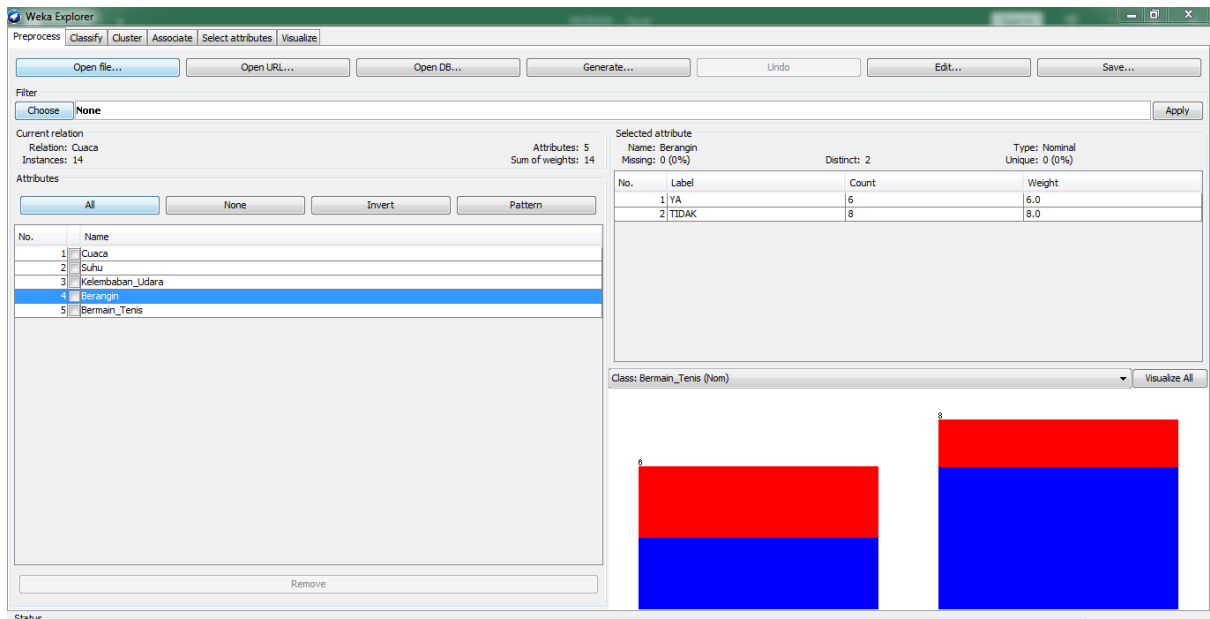 Weka Explorer
Preprocess Classify Cluster Associate Select attributes Visualize
Open file... Open URL... Open DB... Generate... Undo Edit... Save...
Filter
Choose None Apply
Current relation
Relation: Cuaca Attributes: 5
Instances: 14 Sum of weights: 14
Attributes
All None Invert Pattern
No. Name
1 Cuaca
2 Suhu
3 Kelembaban_Udara
4 Berangin
5 Bermain_Tenis
Remove
Selected attribute
Name: Berangin Type: Nominal
Missing: 0 (0%) Distinct: 2 Unique: 0 (0%)
No. Label Count Weight
1 YA 6 6.0
2 TIDAK 8 8.0
Class: Bermain_Tenis (Nom) Visualize All
8
6
Status